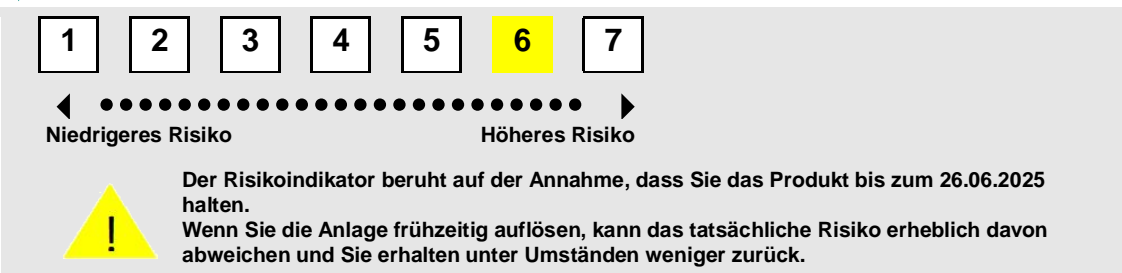 1 2 3 4 5 6 7
Niedrigeres Risiko Höheres Risiko
Der Risikoindikator beruht auf der Annahme, dass Sie das Produkt bis zum 26.06.2025
halten.
Wenn Sie die Anlage frühzeitig auflösen, kann das tatsächliche Risiko erheblich davon
abweichen und Sie erhalten unter Umständen weniger zurück.
!